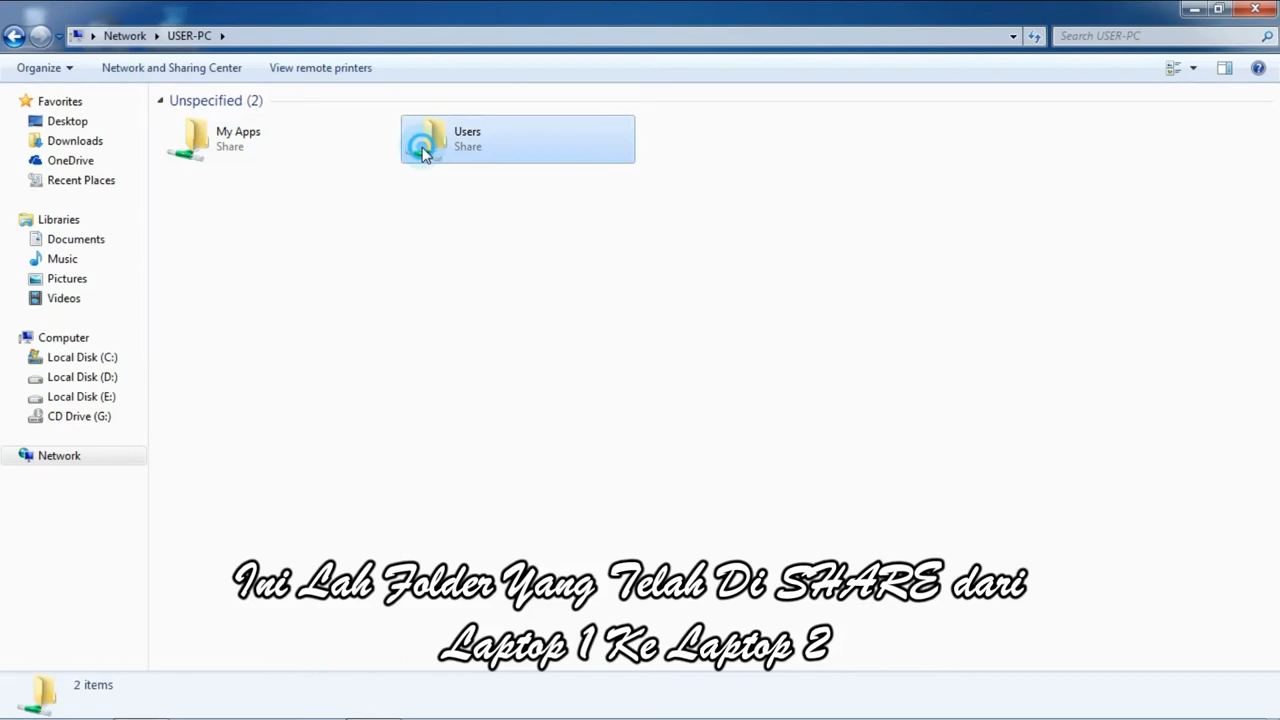 Network USER-PC
Search USER-PC
Organize Network and Sharing Center View remote printers
Favorites
Desktop
Downloads
OneDrive
Recent Places
Libraries
Documents
Music
Pictures
Videos
Computer
Local Disk (C:)
Local Disk (D:)
Local Disk (E:)
CD Drive (G:)
Network
Unspecified (2)
My Apps
Share
Users
Share
Ini Lah Folder Yang Telah Di SHARE dari
Laptop 1 Ke Laptop 2
2 items